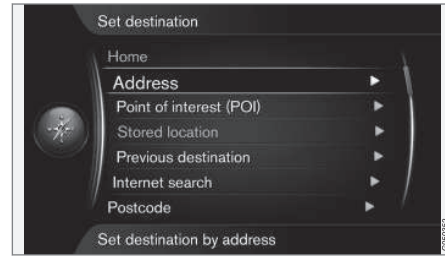 Set destination
Home
Address
Point of interest (POI)
Stored location
Previous destination
Internet search
Postcode
Set destination by address